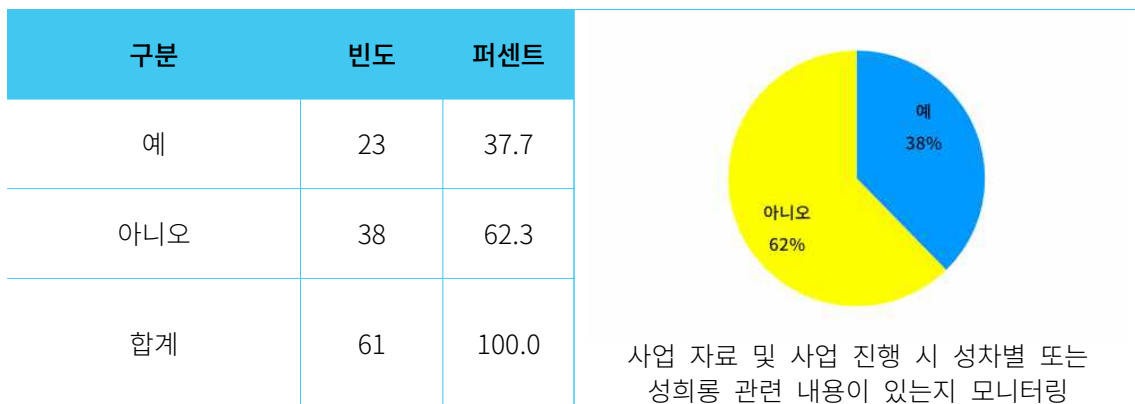 구분 빈도 퍼센트
예 23 37.7
아니오 38 62.3
합계 61 100.0
예
38%
아니오
62%
사업 자료 및 사업 진행 시 성차별 또는
성희롱 관련 내용이 있는지 모니터링